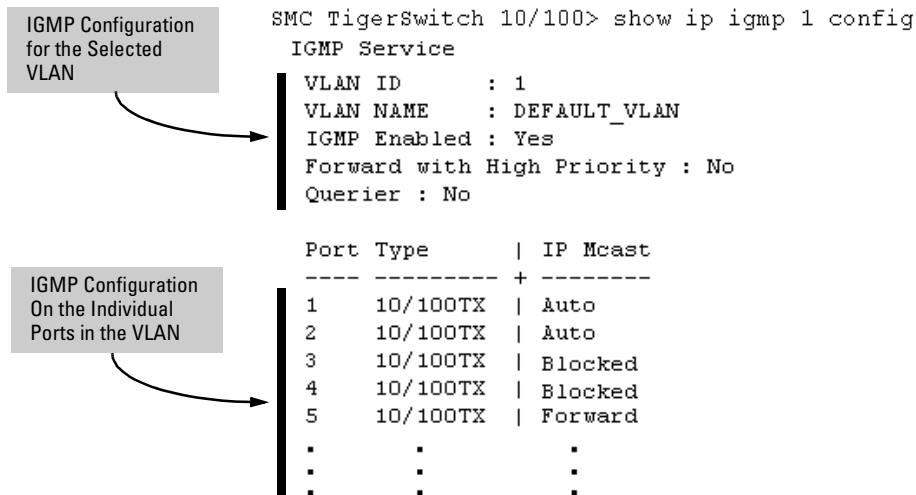 SMC TigerSwitch 10/100> show ip igmp 1 config
IGMP Service
IGMP Configuration
for the Selected
VLAN
VLAN ID : 1
VLAN NAME : DEFAULT_VLAN
IGMP Enabled : Yes
Forward with High Priority : No
Querier : No
Port Type | IP Mcast
---- --------- + --------
IGMP Configuration
On the Individual
Ports in the VLAN
1 10/100TX | Auto
2 10/100TX | Auto
3 10/100TX | Blocked
4 10/100TX | Blocked
5 10/100TX | Forward
. . .
. . .
. . .